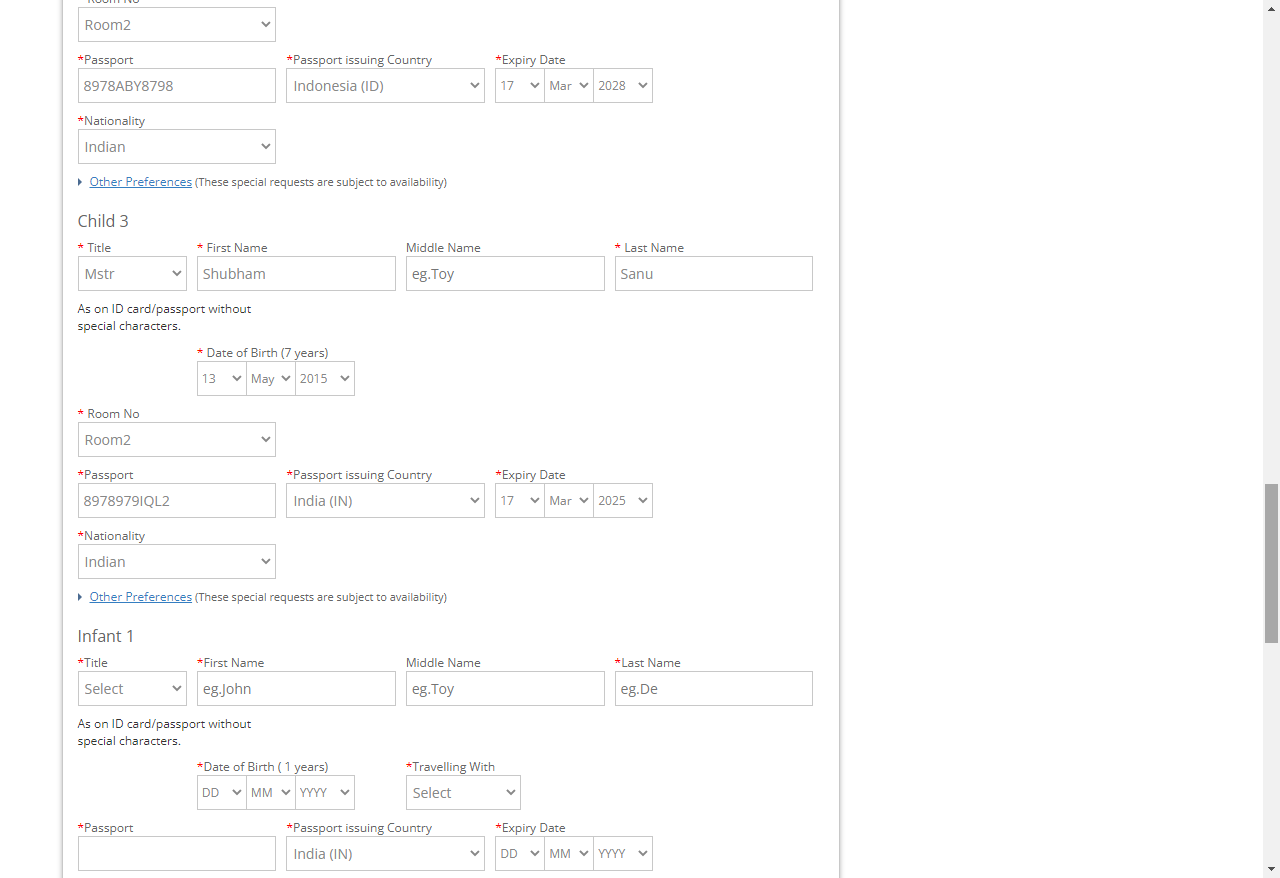 Room No
Room2
*Passport *Passport issuing Country *Expiry Date
8978ABY8798 Indonesia (ID) 17 Mar 2028
*Nationality
Indian
Other Preferences (These special requests are subject to availability)
Child 3
* Title * First Name Middle Name * Last Name
Mstr Shubham eg.Toy Sanu
As on ID card/passport without
special characters.
* Date of Birth (7 years)
13 May 2015
* Room No
Room2
*Passport *Passport issuing Country *Expiry Date
8978979IQL2 India (IN) 17 Mar 2025
*Nationality
Indian
Other Preferences (These special requests are subject to availability)
Infant 1
*Title *First Name Middle Name *Last Name
Select eg.John eg.Toy eg.De
As on ID card/passport without
special characters.
*Date of Birth ( 1 years) *Travelling With
DD MM YYYY Select
*Passport *Passport issuing Country *Expiry Date
India (IN) DD MM YYYY